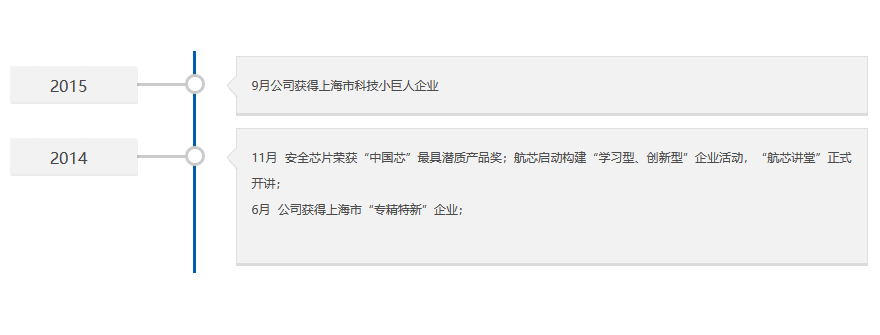 2015
9月公司获得上海市科技小巨人企业
2014
11月 安全芯片荣获“中国芯”最具潜质产品奖；航芯启动构建“学习型、创新型”企业活动，“航芯讲堂”正式
开讲；
6月 公司获得上海市“专精特新”企业；